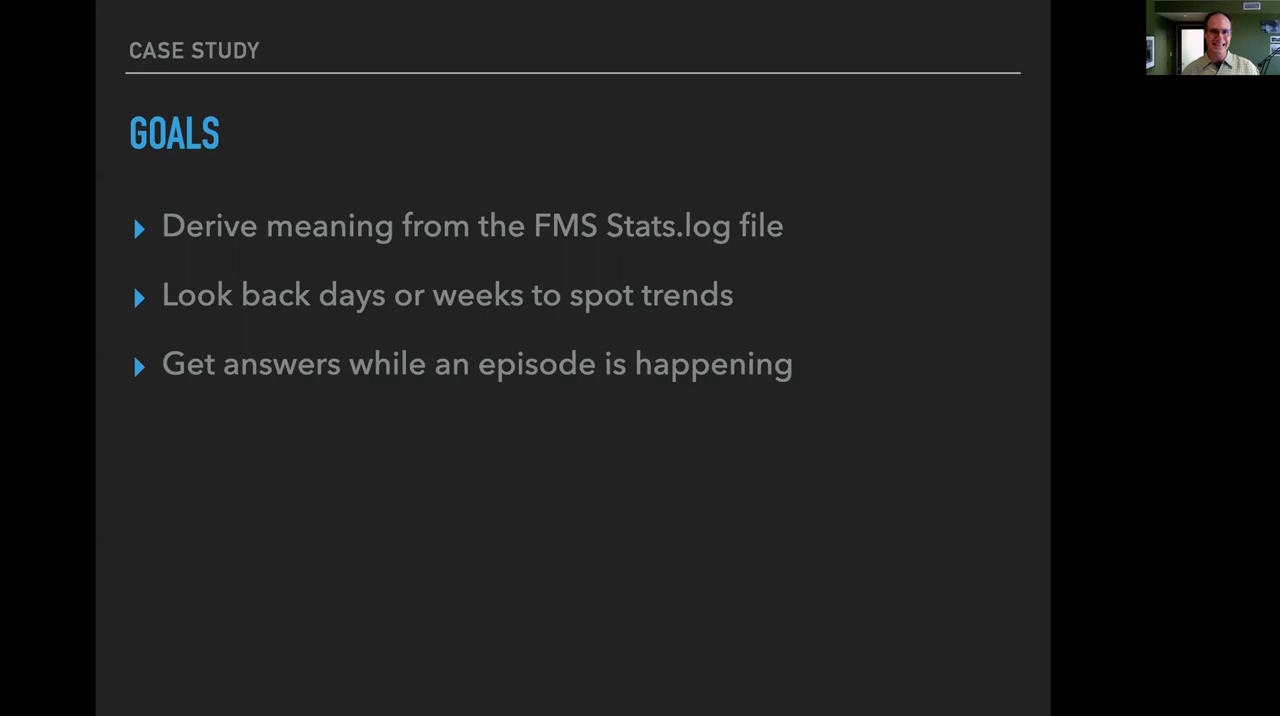 CASE STUDY
GOALS
Derive meaning from the FMS Stats.log file
Look back days or weeks to spot trends
Get answers while an episode is happening